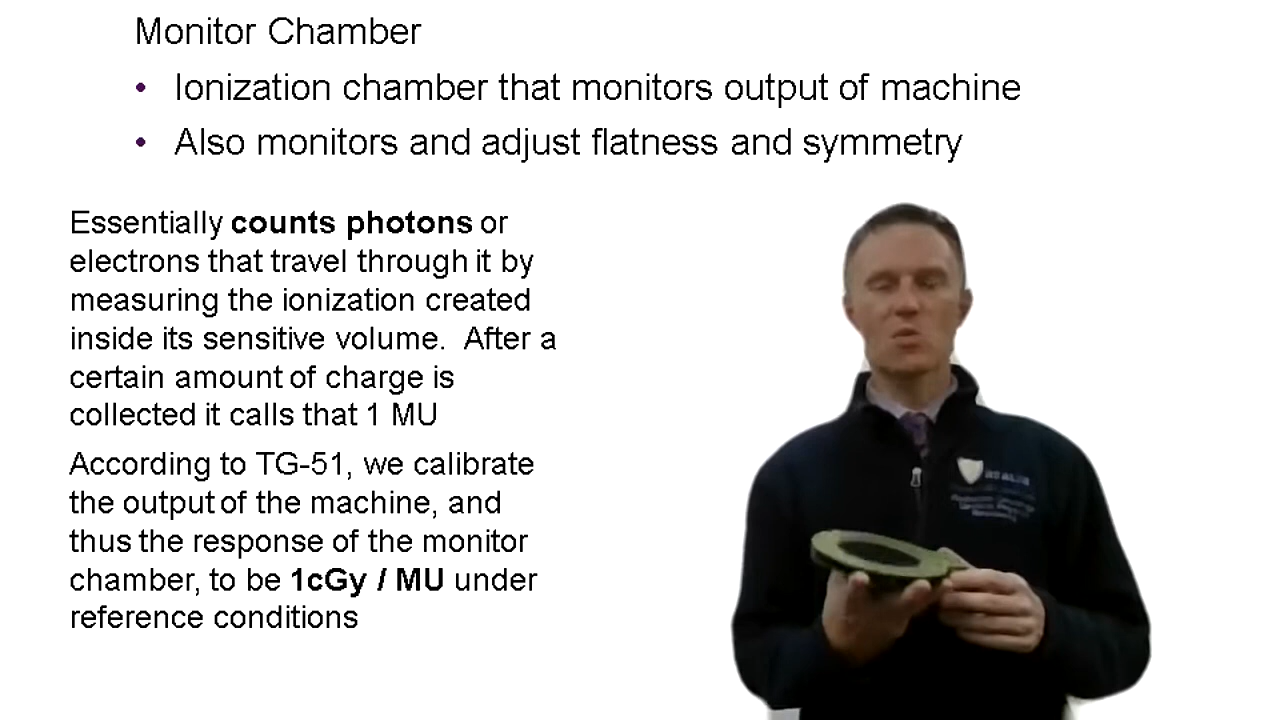 Monitor Chamber
• Ionization chamber that monitors output of machine
• Also monitors and adjust flatness and symmetry
Essentially counts photons or
electrons that travel through it by
measuring the ionization created
inside its sensitive volume.  After a
certain amount of charge is
collected it calls that 1 MU
According to TG-51, we calibrate
the output of the machine, and
thus the response of the monitor
chamber, to be 1cGy / MU under
reference conditions